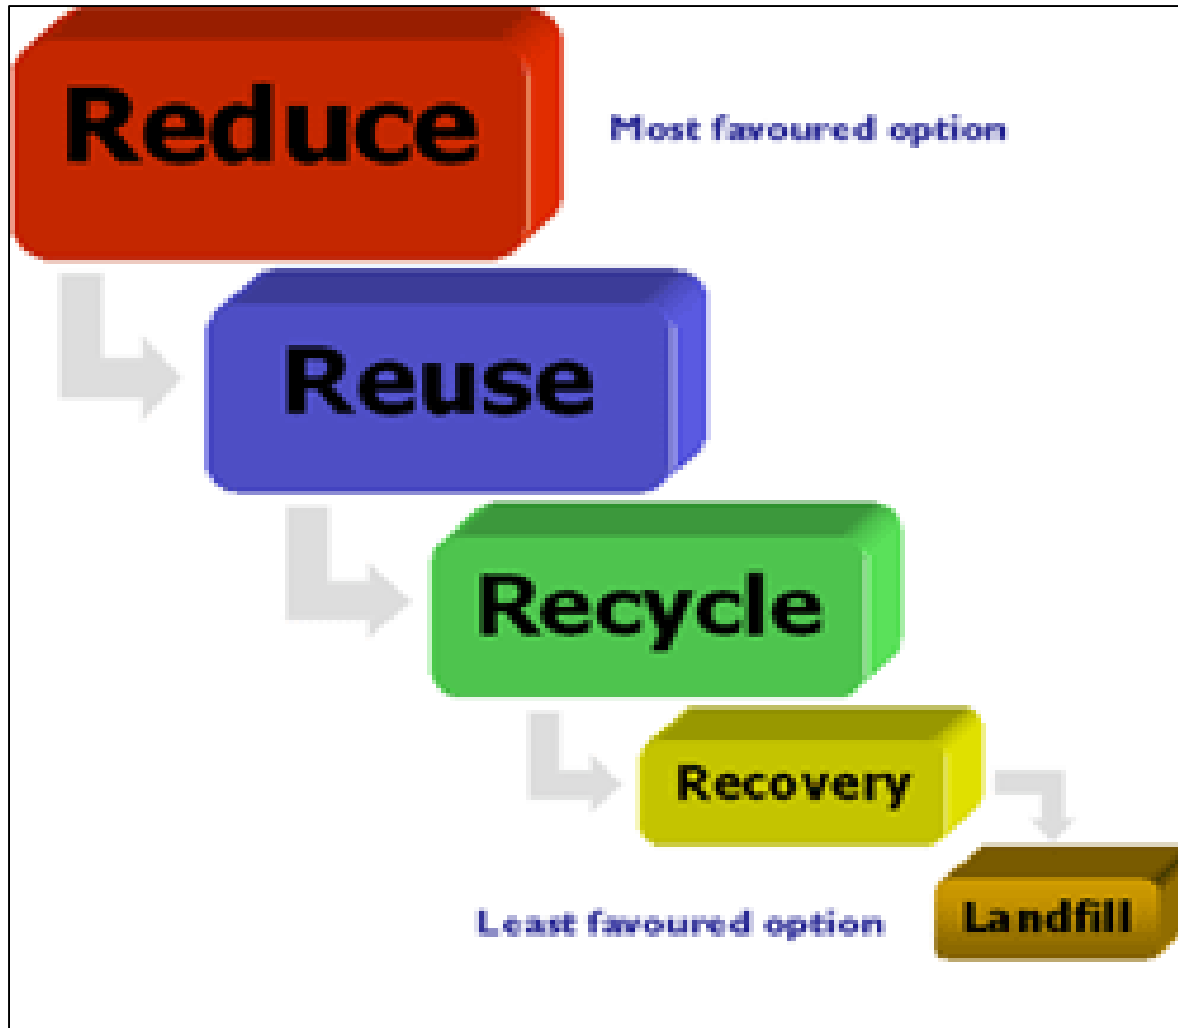 Reduce
Most favoured option
Reuse
Recycle
Recovery
Least favoured option
Landfill